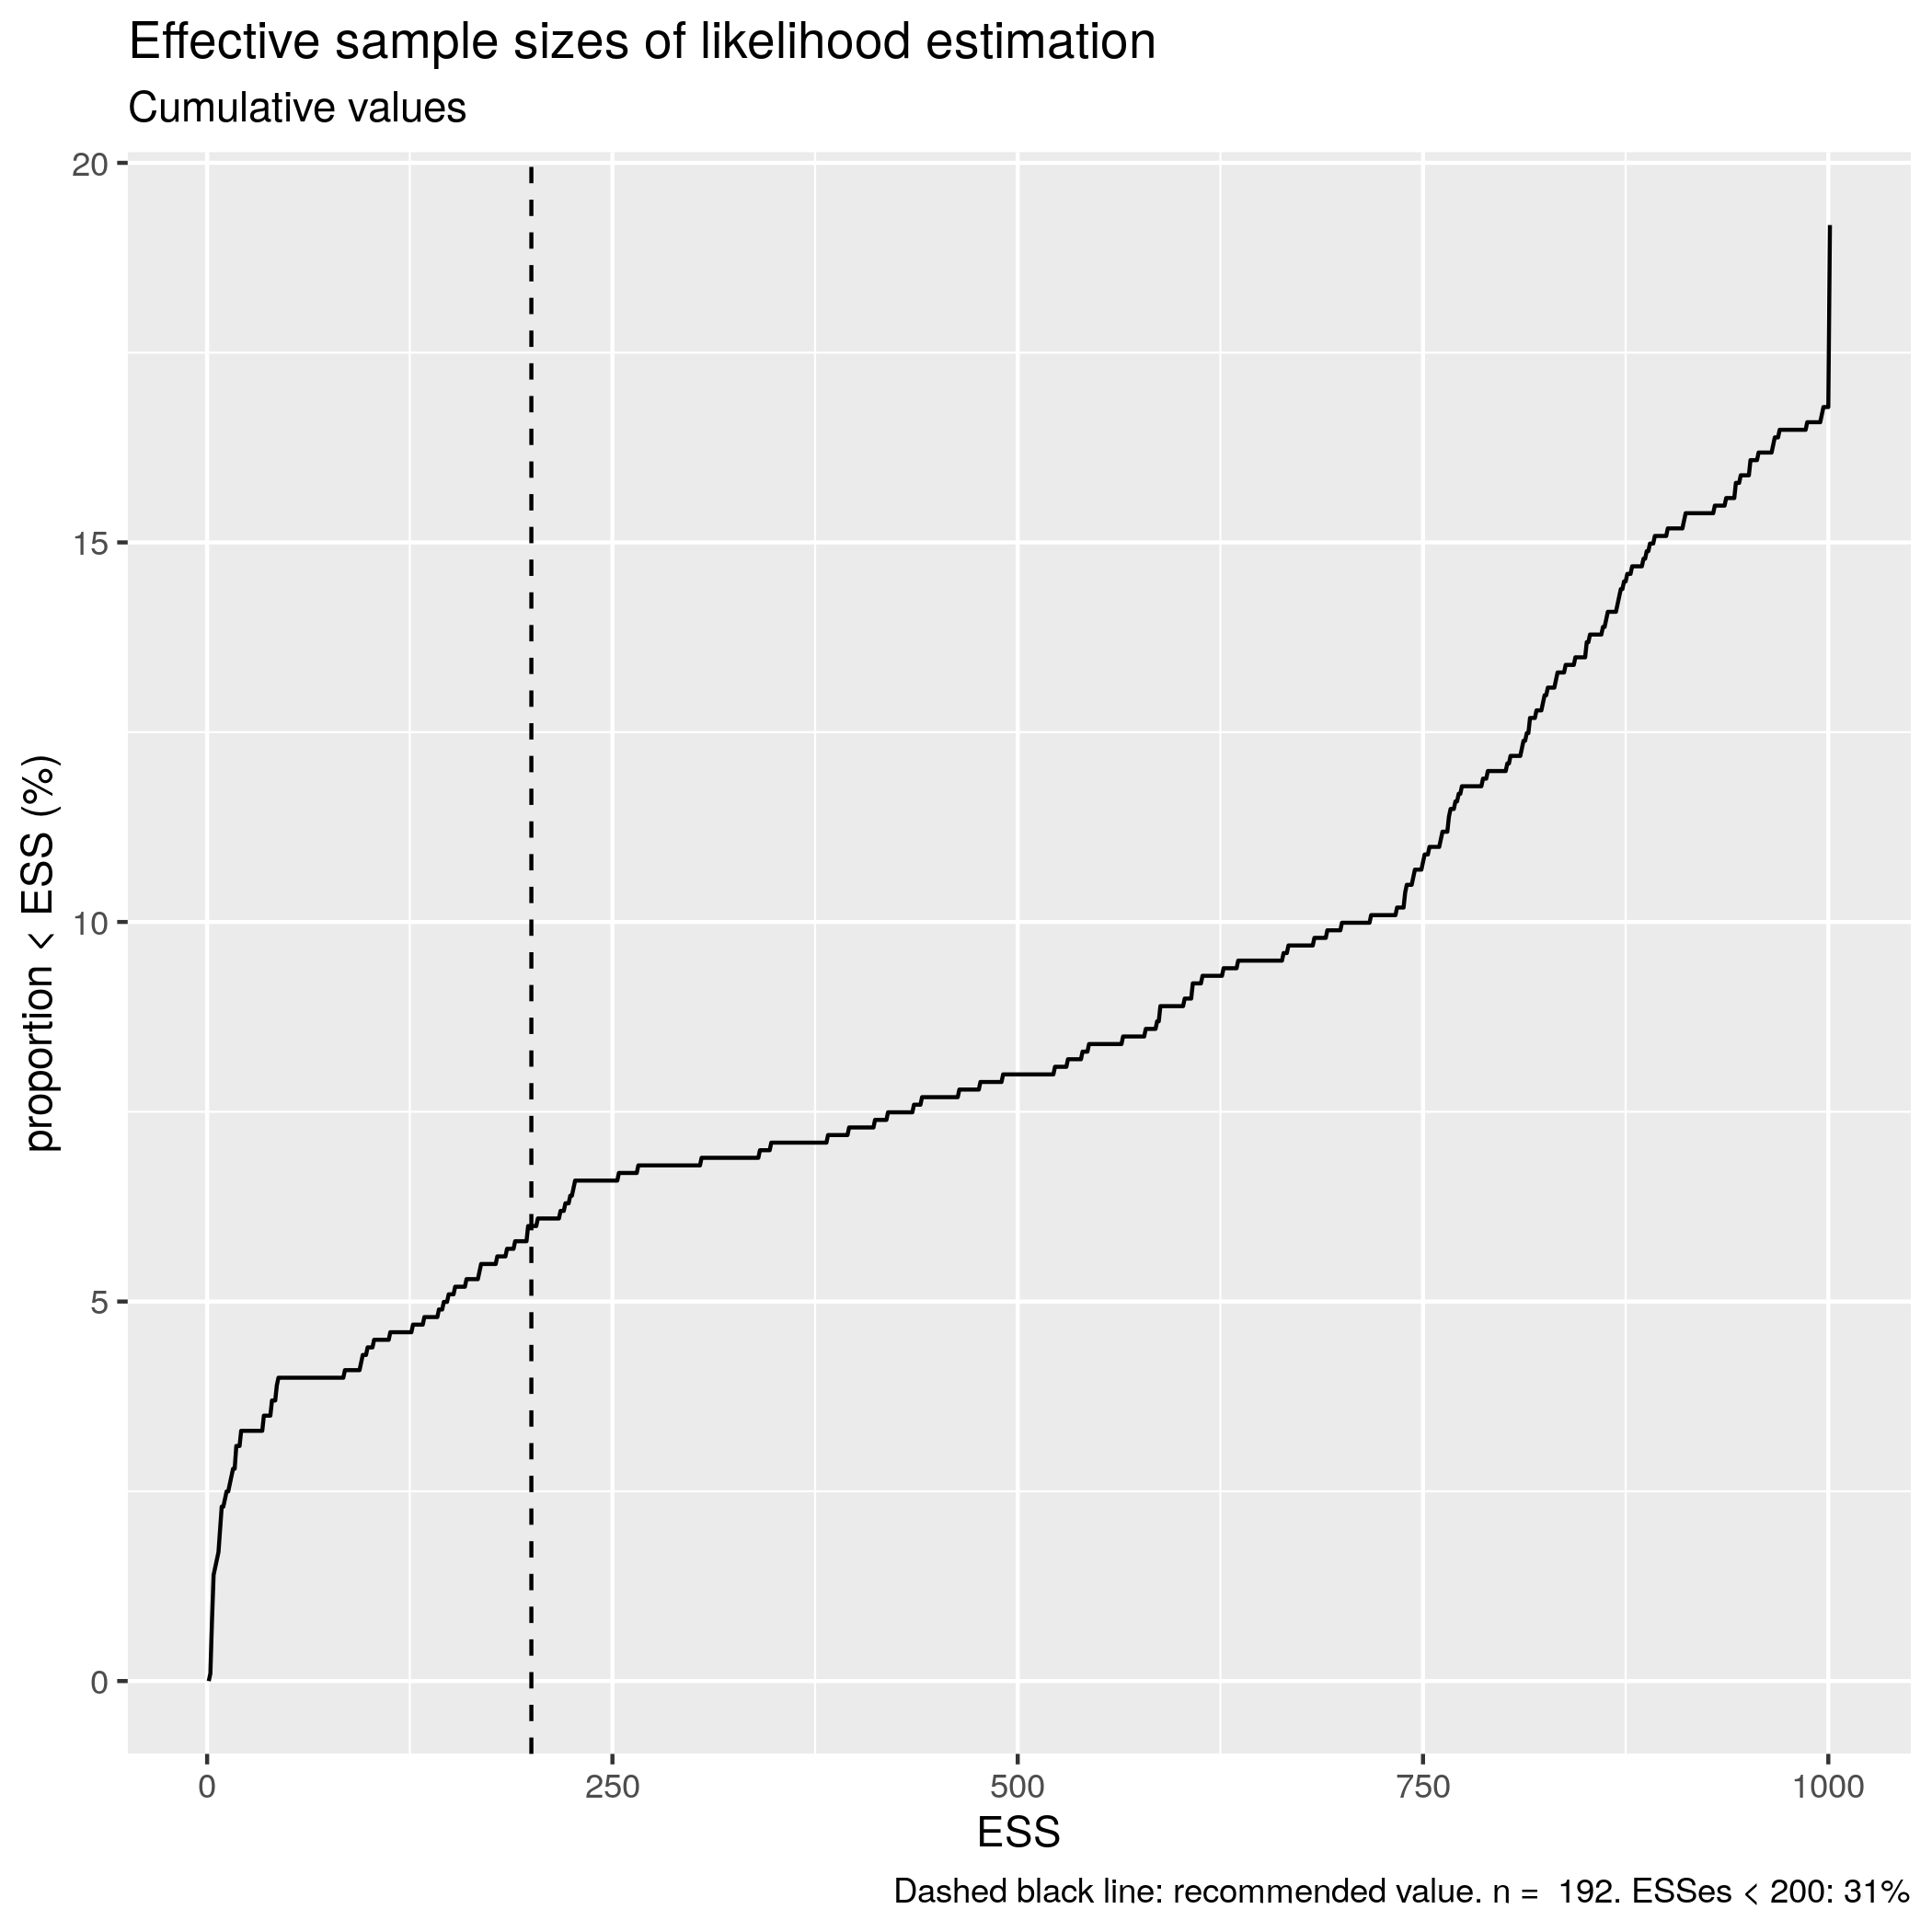 Effective sample sizes of likelihood estimation
Cumulative values
20
15
10
5
0
proportion < ESS (%)
0 250 500 750 1000
ESS
Dashed black line: recommended value. n =  192. ESSes < 200: 31%